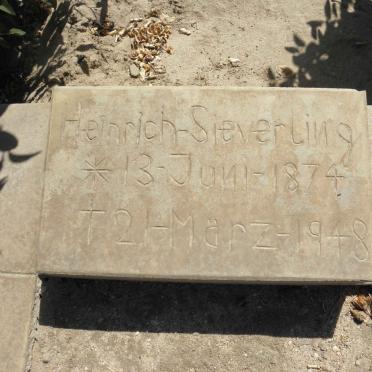 Heinrich-Sieverling
* 13-Juni-1874
† 21-März-1948